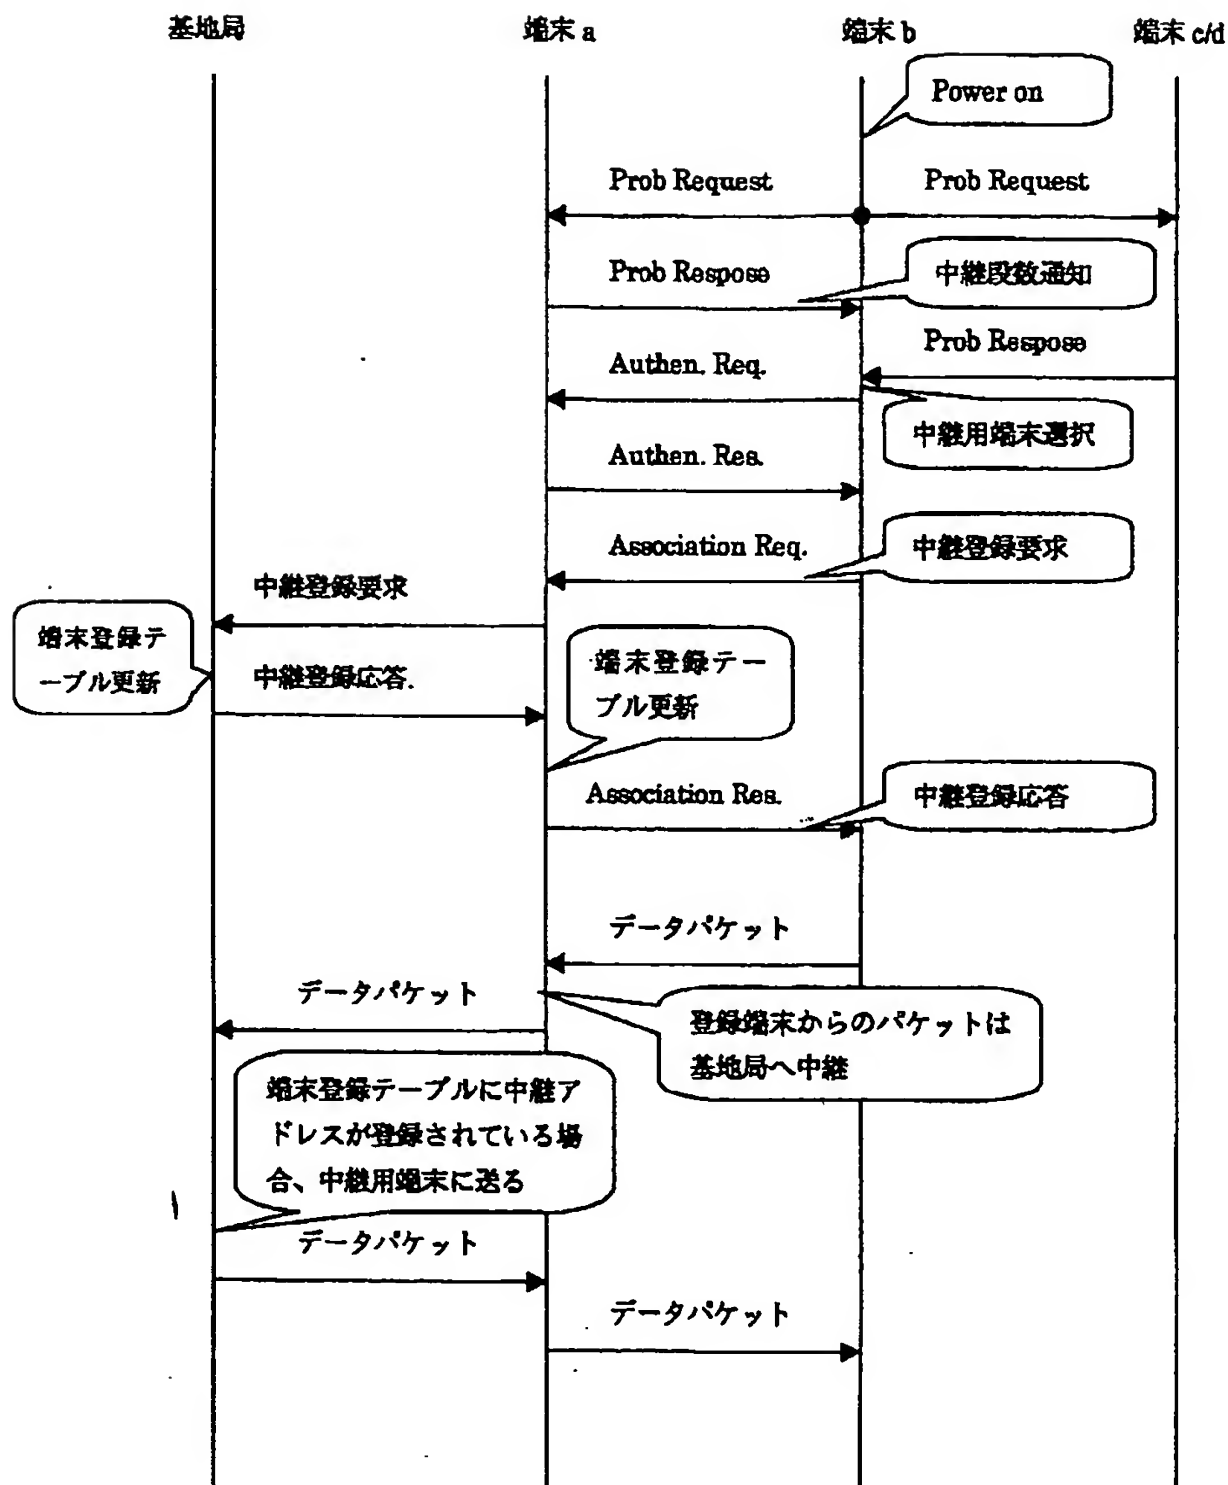 基地局
端末 a
端末 b
端末 c/d
Power on
Prob Request
Prob Request
Prob Respose
中継段数通知
Prob Respose
Authen. Req.
中継用端末選択
Authen. Res.
Association Req.
中継登録要求
中継登録要求
端末登録テ
ーブル更新
中継登録応答.
端末登録テー
ブル更新
Association Res.
中継登録応答
データパケット
データパケット
登録端末からのパケットは
基地局へ中継
端末登録テーブルに中継ア
ドレスが登録されている場
合、中継用端末に送る
データパケット
データパケット